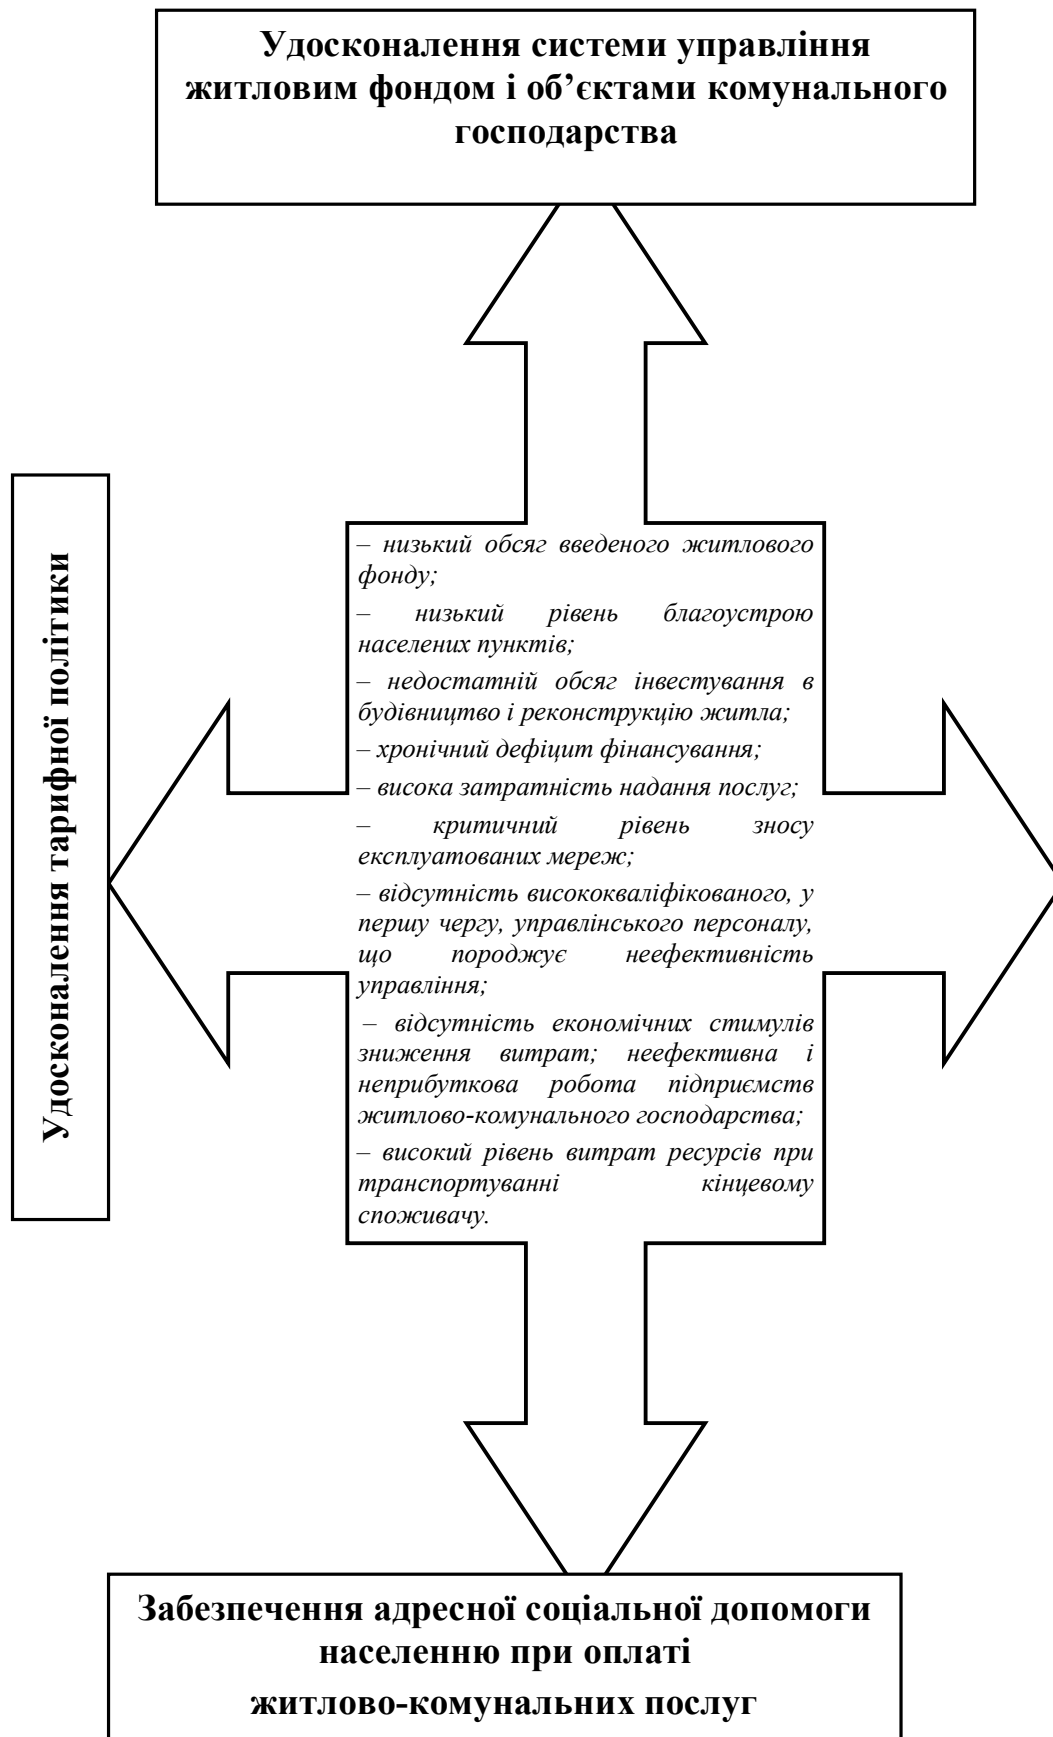 Удосконалення системи управління
житловим фондом і об’єктами комунального
господарства
Удосконалення тарифної політики
– низький обсяг введеного житлового
фонду;
– низький рівень благоустрою
населених пунктів;
– недостатній обсяг інвестування в
будівництво і реконструкцію житла;
– хронічний дефіцит фінансування;
– висока затратність надання послуг;
– критичний рівень зносу
експлуатованих мереж;
– відсутність висококваліфікованого, у
першу чергу, управлінського персоналу,
що породжує неефективність
управління;
– відсутність економічних стимулів
зниження витрат; неефективна і
неприбуткова робота підприємств
житлово-комунального господарства;
– високий рівень витрат ресурсів при
транспортуванні кінцевому
споживачу.
Забезпечення адресної соціальної допомоги
населенню при оплаті
житлово-комунальних послуг